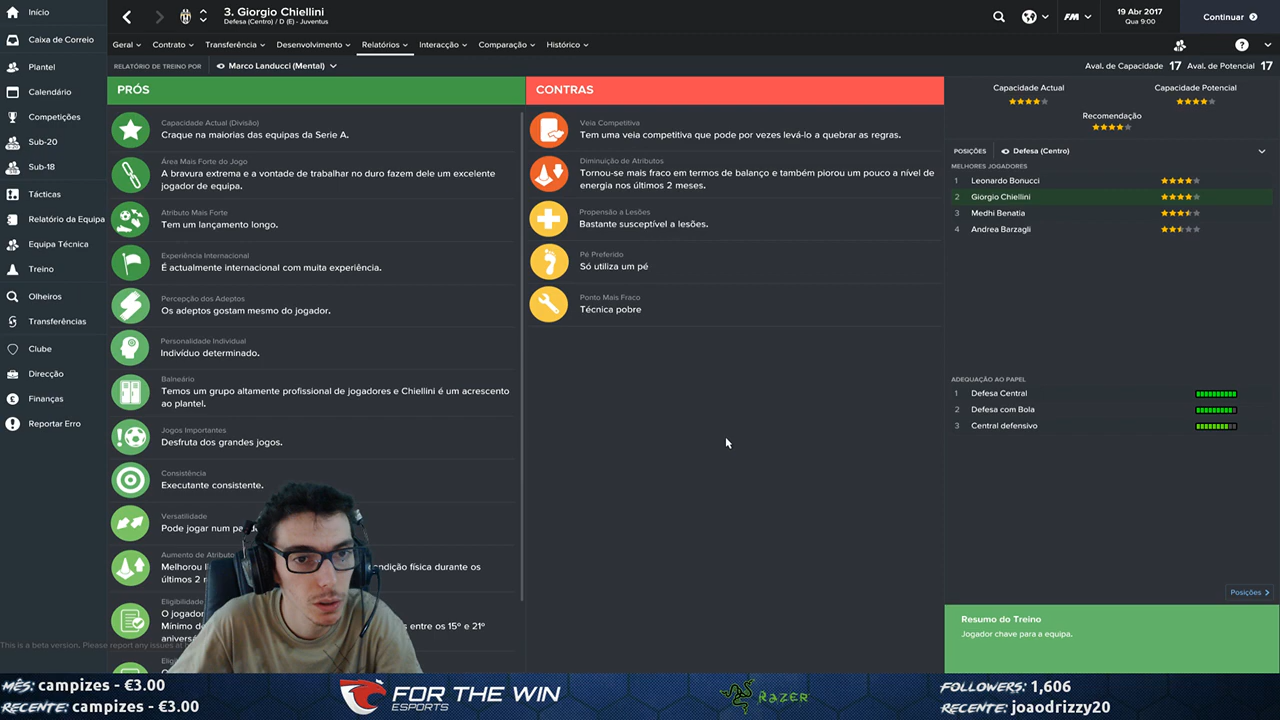 Início
Caixa de Correio
Plantel
Calendário
Competições
Sub-20
Sub-18
Tácticas
Relatório da Equipa
Equipa Técnica
Treino
Olheiros
Transferências
Clube
Direcção
Finanças
Reportar Erro
3. Giorgio Chiellini
Defesa (Centro) / D (E) - Juventus
FM
19 Abr 2017
Qua 9:00
Continuar
Geral
Contrato
Transferência
Desenvolvimento
Relatórios
Interacção
Comparação
Histórico
RELATÓRIO DE TREINO POR
Marco Landucci (Mental)
Aval. de Capacidade 17 Aval. de Potencial 17
PRÓS
Capacidade Actual (Divisão)
Craque na maiorias das equipas da Serie A.
Área Mais Forte do Jogo
A bravura extrema e a vontade de trabalhar no duro fazem dele um excelente
jogador de equipa.
Atributo Mais Forte
Tem um lançamento longo.
Experiência Internacional
É actualmente internacional com muita experiência.
Percepção dos Adeptos
Os adeptos gostam mesmo do jogador.
Personalidade Individual
Indivíduo determinado.
Balneário
Temos um grupo altamente profissional de jogadores e Chiellini é um acrescento
ao plantel.
Jogos Importantes
Desfruta dos grandes jogos.
Consistência
Executante consistente.
Versatilidade
Pode jogar num
Aumento de Atributo
Melhorou condição física durante os
últimos 2
Eligibilidade
O jogador
Mínimo de entre os 15º e 21º
This is a beta version. Please report any issues at
CONTRAS
Veia Competitiva
Tem uma veia competitiva que pode por vezes levá-lo a quebrar as regras.
Diminuição de Atributos
Tornou-se mais fraco em termos de balanço e também piorou um pouco a nível de
energia nos últimos 2 meses.
Propensão a Lesões
Bastante susceptível a lesões.
Pé Preferido
Só utiliza um pé
Ponto Mais Fraco
Técnica pobre
Capacidade Actual
Capacidade Potencial
Recomendação
POSIÇÕES
Defesa (Centro)
MELHORES JOGADORES
1 Leonardo Bonucci
2 Giorgio Chiellini
3 Medhi Benatia
4 Andrea Barzagli
ADEQUAÇÃO AO PAPEL
1 Defesa Central
2 Defesa com Bola
3 Central defensivo
Posições
Resumo do Treino
Jogador chave para a equipa.
MÊS: campizes - €3.00
RECENTE: campizes - €3.00
FOR THE WIN
ESPORTS
RAZER
FOLLOWERS: 1,606
RECENTE: joaodrizzy20